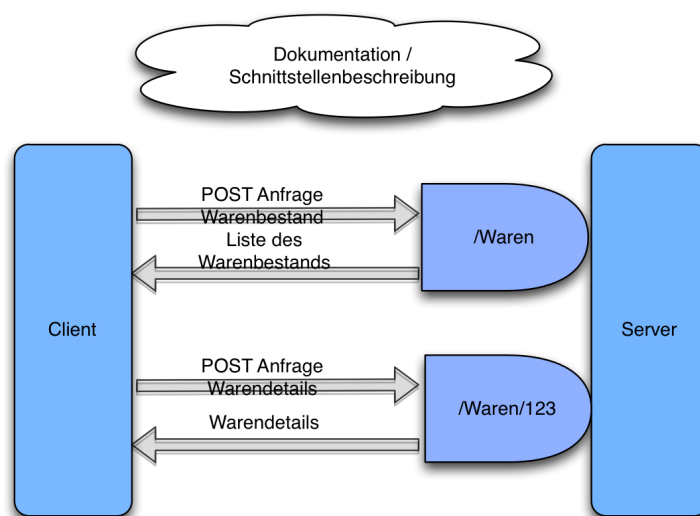 Dokumentation /
Schnittstellenbeschreibung
POST Anfrage
Warenbestand
/Waren
Liste des
Warenbestands
Client
Server
POST Anfrage
Warendetails
/Waren/123
Warendetails